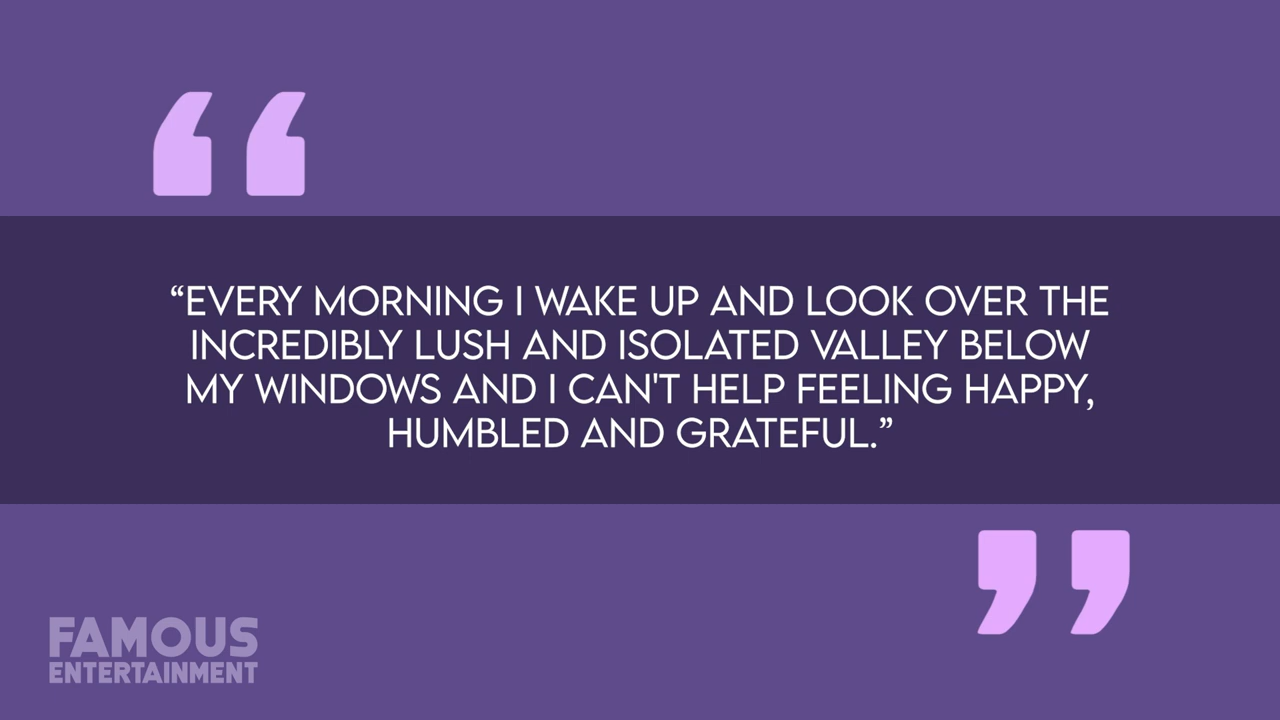 “EVERY MORNING I WAKE UP AND LOOK OVER THE
INCREDIBLY LUSH AND ISOLATED VALLEY BELOW
MY WINDOWS AND I CAN'T HELP FEELING HAPPY,
HUMBLED AND GRATEFUL.”
FAMOUS
ENTERTAINMENT